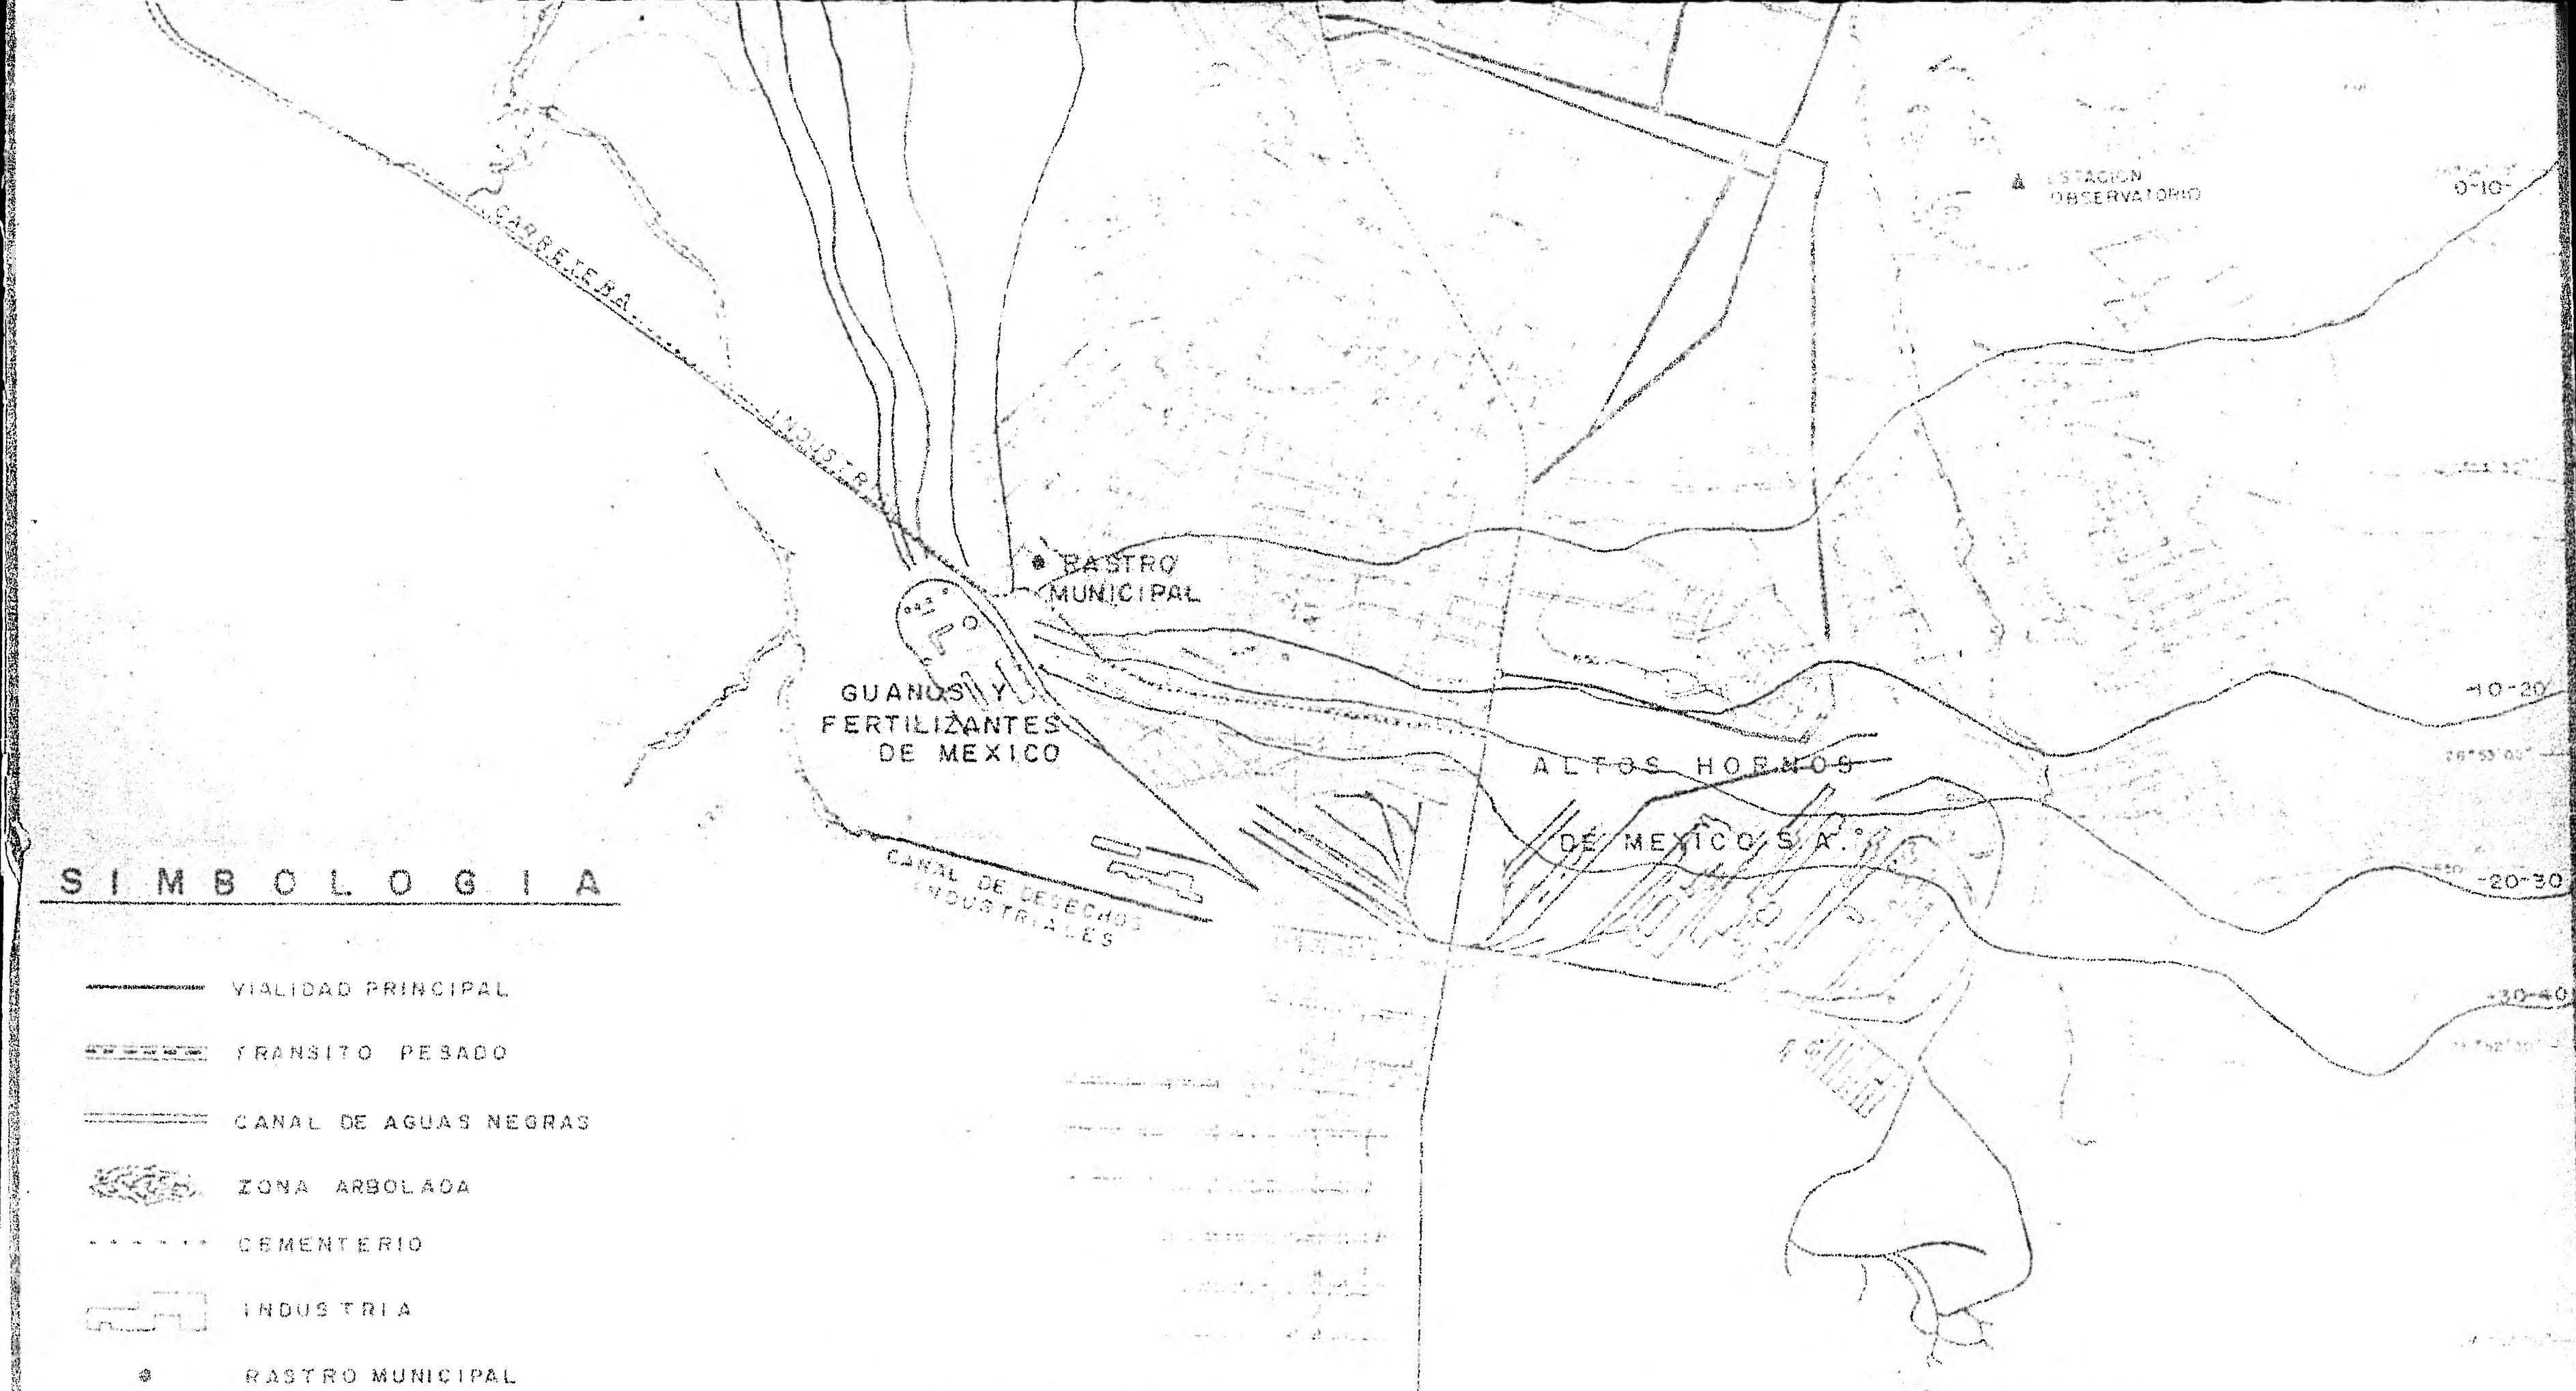 ESTACION
OBSERVATORIO
0-10-
CARRETERA
INDUSTRIAL
RASTRO
MUNICIPAL
GUANOS Y
FERTILIZANTES
DE MEXICO
-10-20
ALTOS HORNOS
DE MEXICO S.A.
CANAL DE DESECHOS
INDUSTRIALES
-20-30
-30-40
SIMBOLOGIA
VIALIDAD PRINCIPAL
TRANSITO PESADO
CANAL DE AGUAS NEGRAS
ZONA ARBOLADA
CEMENTERIO
INDUSTRIA
RASTRO MUNICIPAL